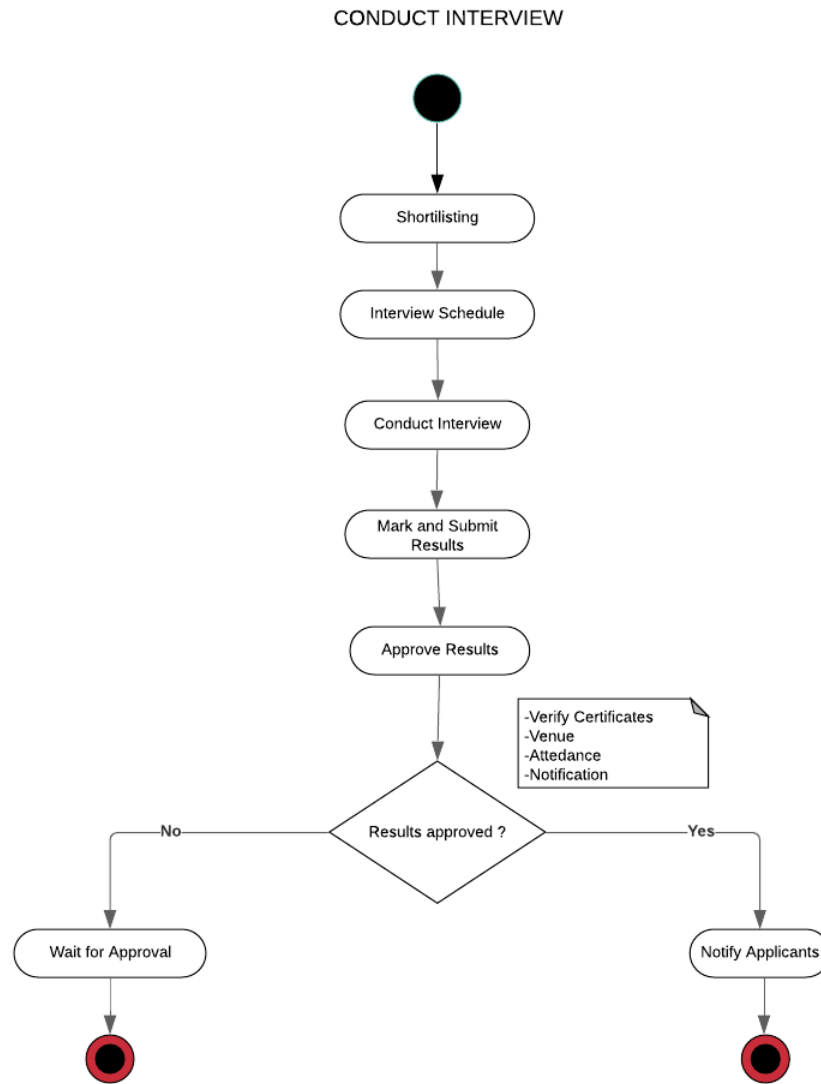 CONDUCT INTERVIEW
Shortilisting
Interview Schedule
Conduct Interview
Mark and Submit
Results
Approve Results
-Verify Certificates
-Venue
-Attedance
-Notification
Results approved ?
No
Yes
Wait for Approval
Notify Applicants